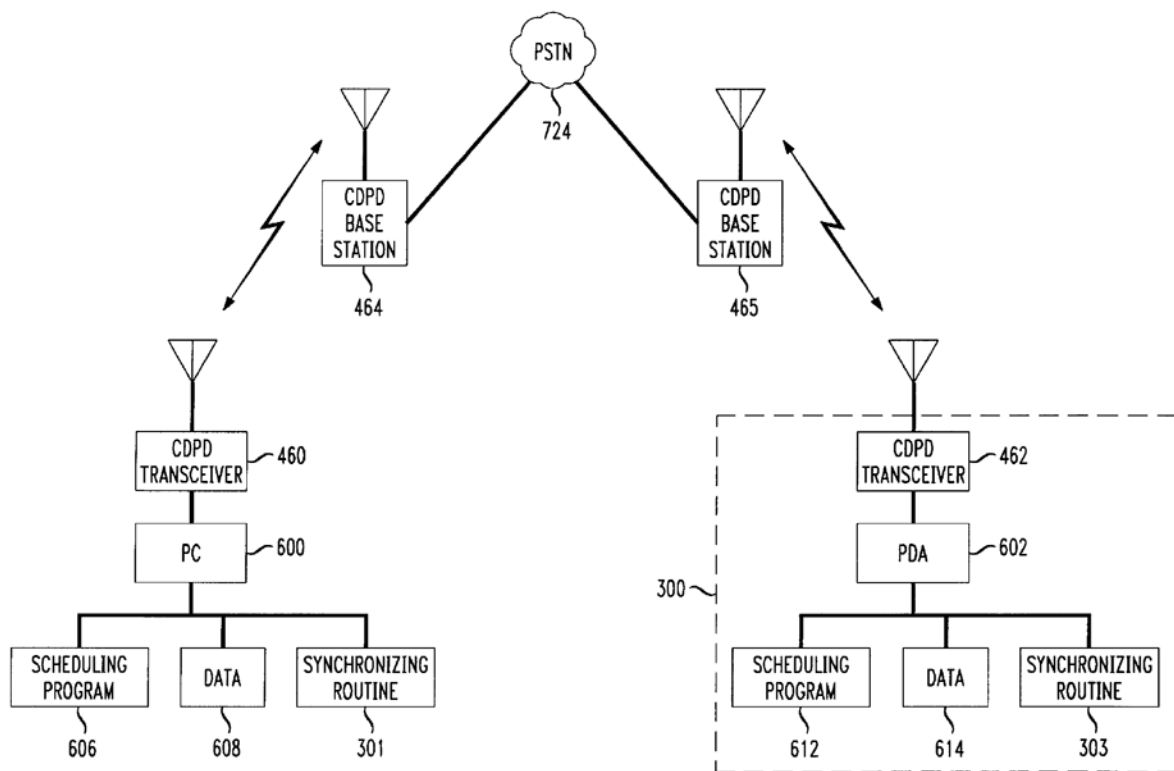 PSTN
724
CDPD
BASE
STATION
464
CDPD
BASE
STATION
465
CDPD
TRANSCEIVER
460
PC
600
SCHEDULING
PROGRAM
606
DATA
608
SYNCHRONIZING
ROUTINE
301
CDPD
TRANSCEIVER
462
PDA
602
300
SCHEDULING
PROGRAM
612
DATA
614
SYNCHRONIZING
ROUTINE
303